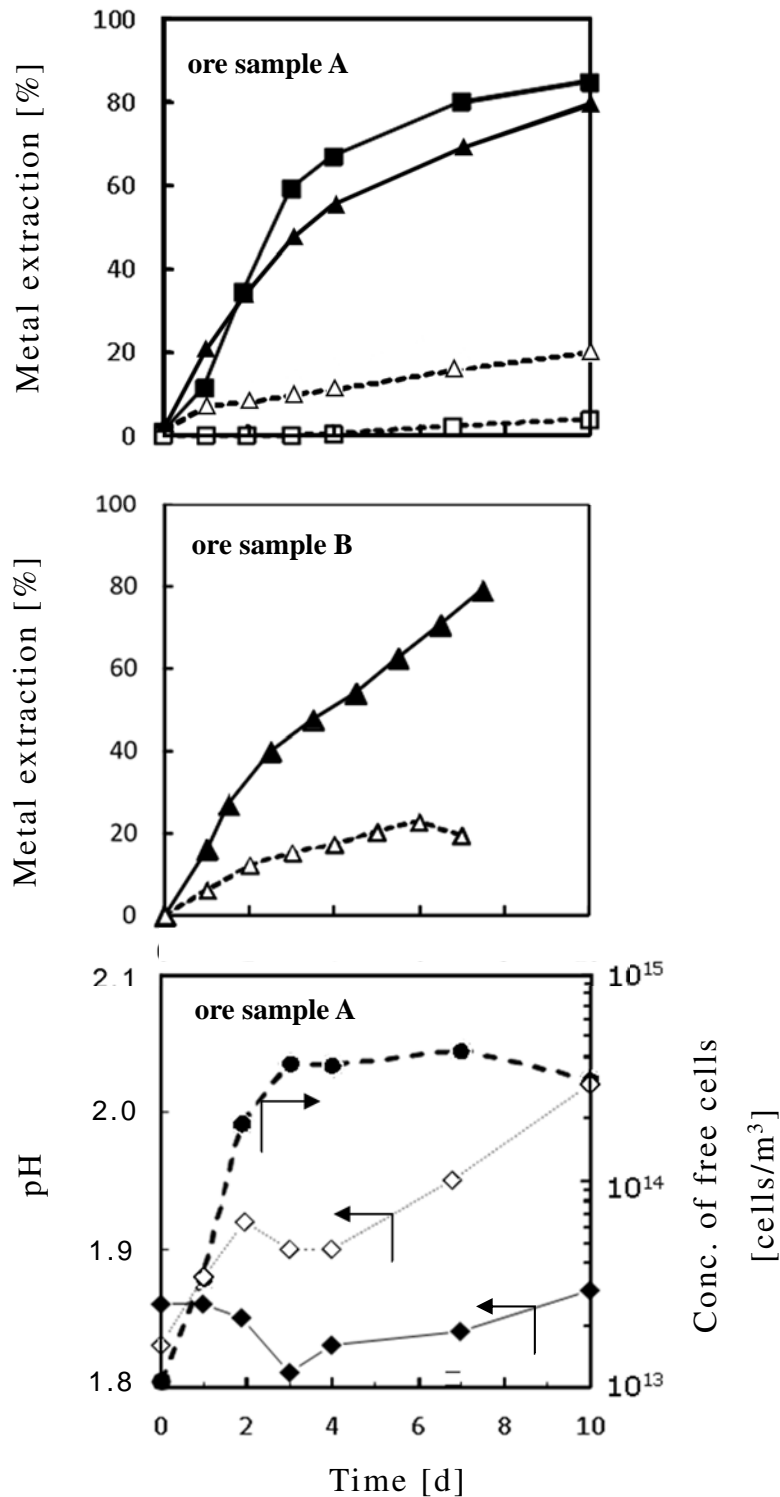 100
ore sample A
80
60
40
20
0
Metal extraction [%]
100
ore sample B
80
60
40
20
0
Metal extraction [%]
2.1
ore sample A
2.0
1.9
1.8
pH
10¹⁵
10¹⁴
10¹³
Conc. of free cells
[cells/m³]
0 2 4 6 8 10
Time [d]